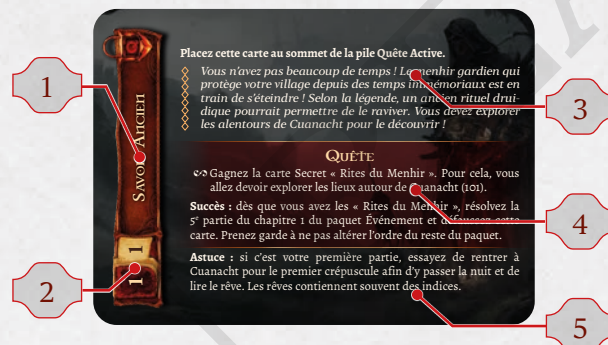 Placez cette carte au sommet de la pile Quête Active.
Vous n'avez pas beaucoup de temps ! Le menhir gardien qui
protège votre village depuis des temps immémoriaux est en
train de s'éteindre ! Selon la légende, un ancien rituel drui-
dique pourrait permettre de le raviver. Vous devez explorer
les alentours de Cuanacht pour le découvrir !
QUÊTE
Gagnez la carte Secret « Rites du Menhir ». Pour cela, vous
allez devoir explorer les lieux autour de Cuanacht (101).
Succès : dès que vous avez les « Rites du Menhir », résolvez la
5e partie du chapitre 1 du paquet Événement et défaussez cette
carte. Prenez garde à ne pas altérer l'ordre du reste du paquet.
Astuce : si c'est votre première partie, essayez de rentrer à
Cuanacht pour le premier crépuscule afin d'y passer la nuit et de
lire le rêve. Les rêves contiennent souvent des indices.
SAVOIR ANCIEN
1
1
1
2
3
4
5